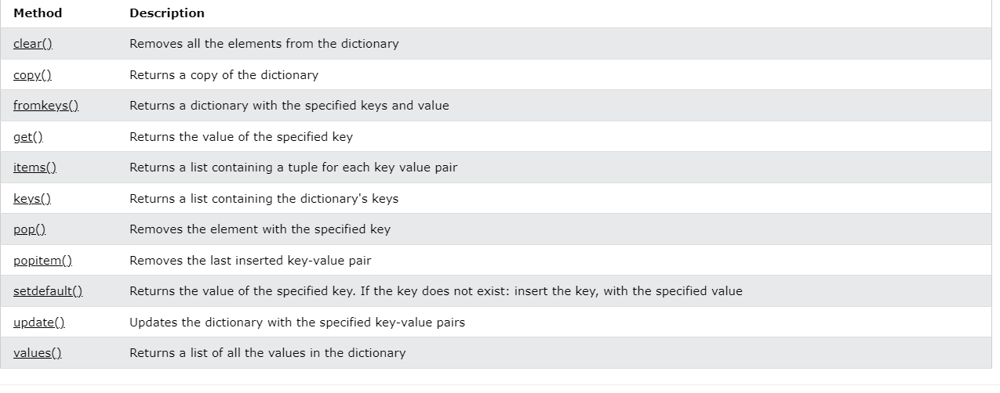 Method Description
clear() Removes all the elements from the dictionary
copy() Returns a copy of the dictionary
fromkeys() Returns a dictionary with the specified keys and value
get() Returns the value of the specified key
items() Returns a list containing a tuple for each key value pair
keys() Returns a list containing the dictionary's keys
pop() Removes the element with the specified key
popitem() Removes the last inserted key-value pair
setdefault() Returns the value of the specified key. If the key does not exist: insert the key, with the specified value
update() Updates the dictionary with the specified key-value pairs
values() Returns a list of all the values in the dictionary